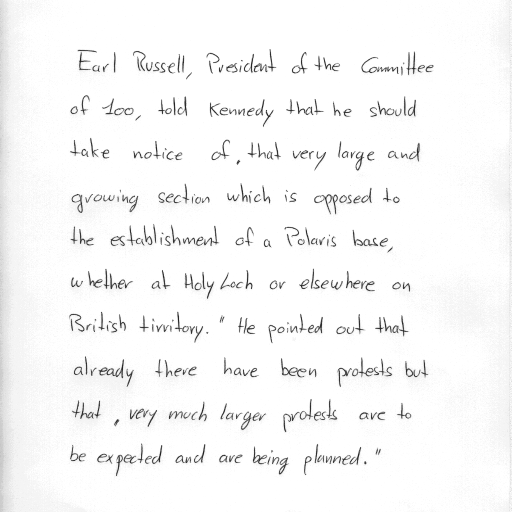 Earl Russell, President of the Committee
of 100, told Kennedy that he should
take notice of, that very large and
growing section which is opposed to
the establishment of a Polaris base,
whether at Holy Loch or elsewhere on
British tirritory." He pointed out that
already there have been protests but
that, very much larger protests are to
be expected and are being planned."